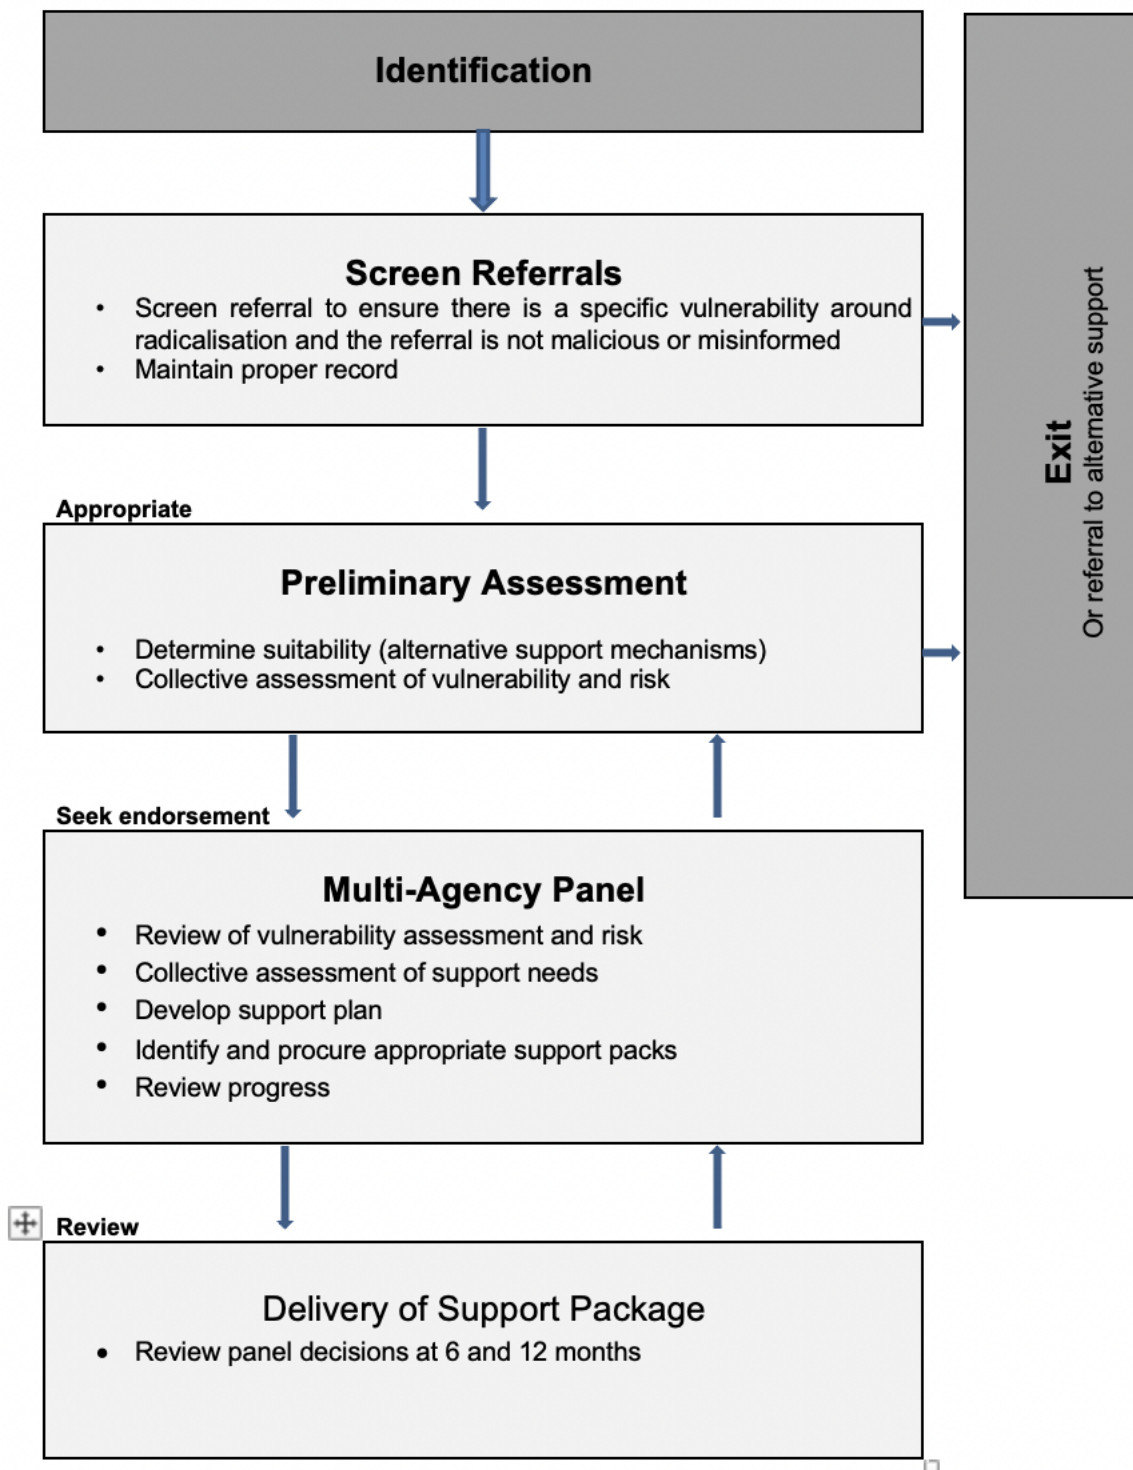 Identification
Screen Referrals
• Screen referral to ensure there is a specific vulnerability around
radicalisation and the referral is not malicious or misinformed
• Maintain proper record
Appropriate
Preliminary Assessment
• Determine suitability (alternative support mechanisms)
• Collective assessment of vulnerability and risk
Seek endorsement
Multi-Agency Panel
• Review of vulnerability assessment and risk
• Collective assessment of support needs
• Develop support plan
• Identify and procure appropriate support packs
• Review progress
Review
Delivery of Support Package
• Review panel decisions at 6 and 12 months
Exit
Or referral to alternative support